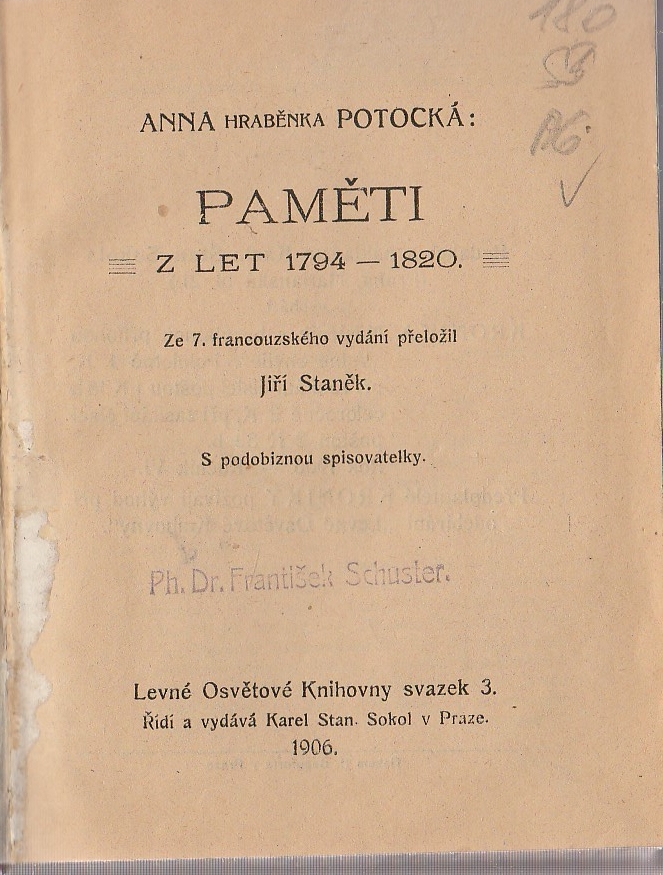 180
ANNA HRABĚNKA POTOCKÁ:
PAMĚTI
Z LET 1794 — 1820.
Ze 7. francouzského vydání přeložil
Jiří Staněk.
S podobiznou spisovatelky.
Ph. Dr. František Schuster.
Levné Osvětové Knihovny svazek 3.
Řídí a vydává Karel Stan. Sokol v Praze.
1906.